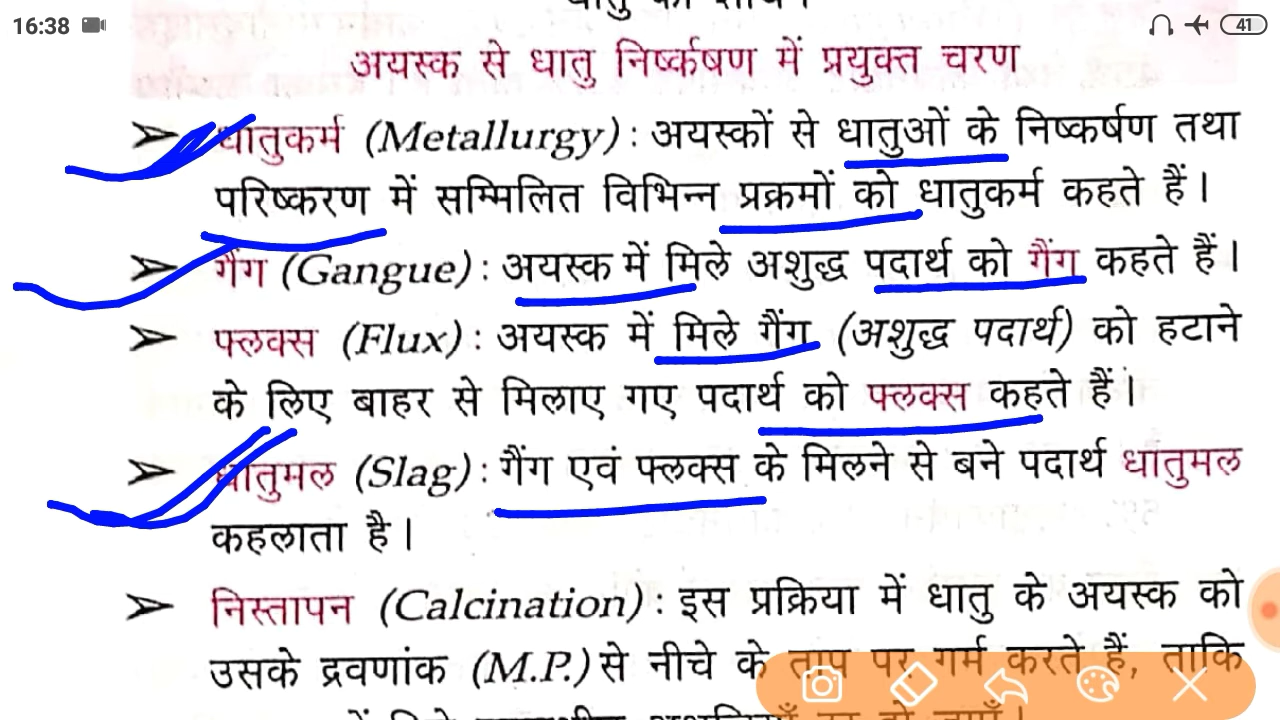 16:38
41
अयस्क से धातु निर्ष्कषण में प्रयुक्त चरण
➢ धातुकर्म (Metallurgy) : अयस्कों से धातुओं के निष्कर्षण तथा
परिष्करण में सम्मिलित विभिन्न प्रक्रमों को धातुकर्म कहते हैं।
➢ गैंग (Gangue) : अयस्क में मिले अशुद्ध पदार्थ को गैंग कहते हैं।
➢ फ्लक्स (Flux) : अयस्क में मिले गैंग (अशुद्ध पदार्थ) को हटाने
के लिए बाहर से मिलाए गए पदार्थ को फ्लक्स कहते हैं।
➢ धातुमल (Slag) : गैंग एवं फ्लक्स के मिलने से बने पदार्थ धातुमल
कहलाता है।
➢ निस्तापन (Calcination) : इस प्रक्रिया में धातु के अयस्क को
उसके द्रवणांक (M.P.) से नीचे के ताप पर गर्म करते हैं, ताकि